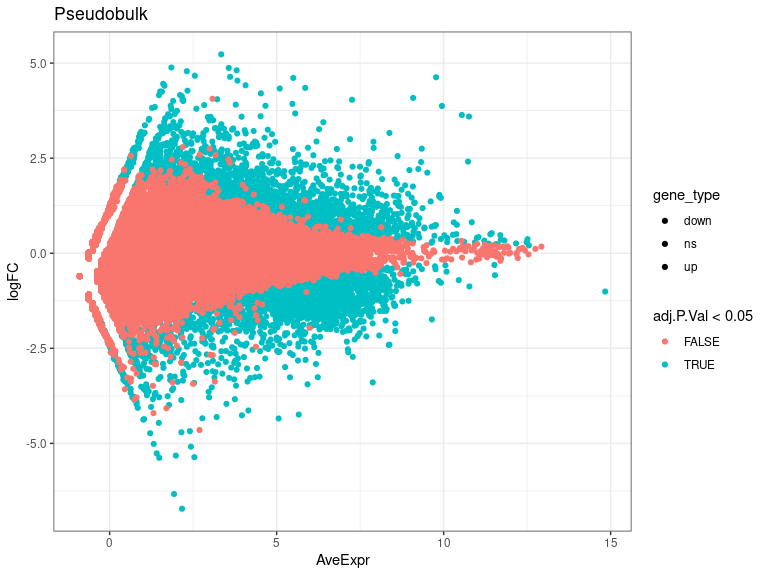 Pseudobulk
5.0
2.5
0.0
-2.5
-5.0
logFC
0
5
10
15
AveExpr
gene_type
down
ns
up
adj.P.Val < 0.05
FALSE
TRUE